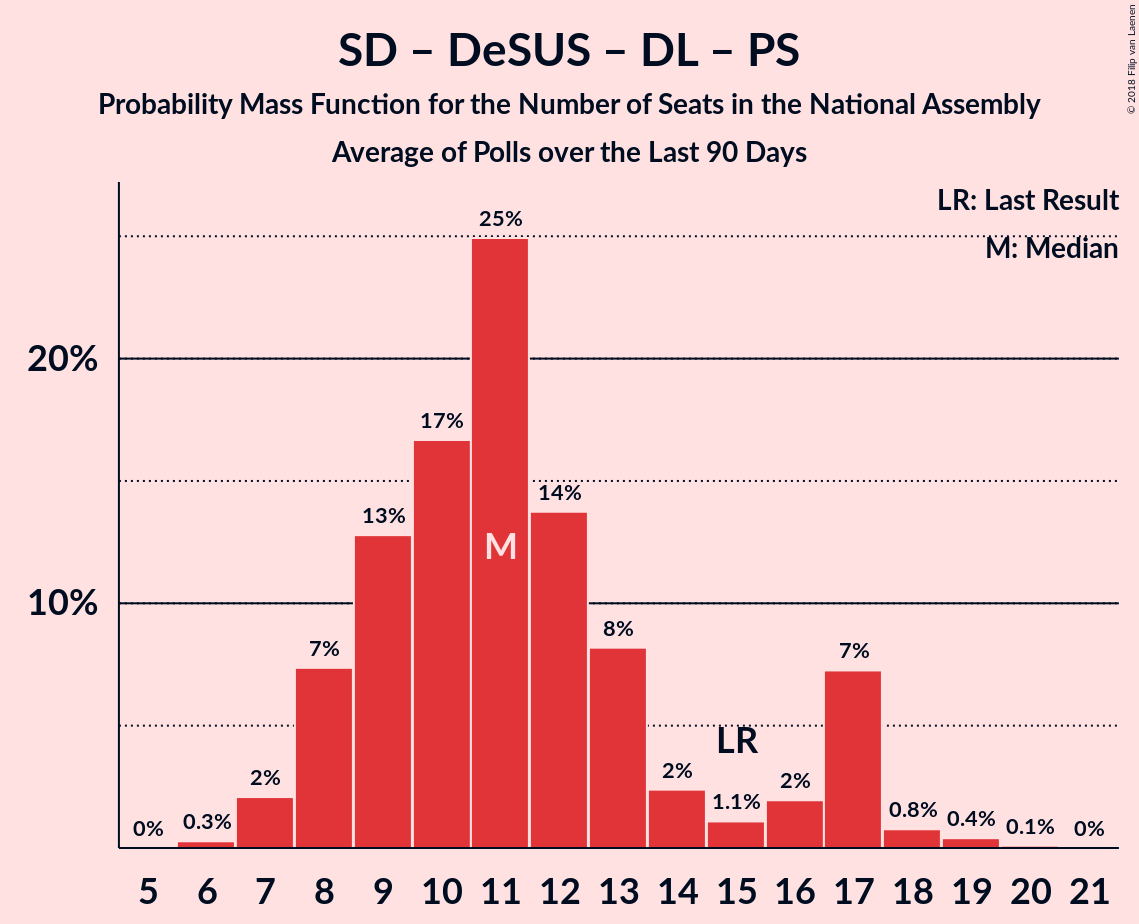 SD – DeSUS – DL – PS
Probability Mass Function for the Number of Seats in the National Assembly
Average of Polls over the Last 90 Days
© 2018 Filip van Laenen
LR: Last Result
M: Median
20%
10%
0%
0.3%
2%
7%
13%
17%
25%
14%
8%
2%
1.1%
2%
7%
0.8%
0.4%
0.1%
0%
M
LR
5 6 7 8 9 10 11 12 13 14 15 16 17 18 19 20 21